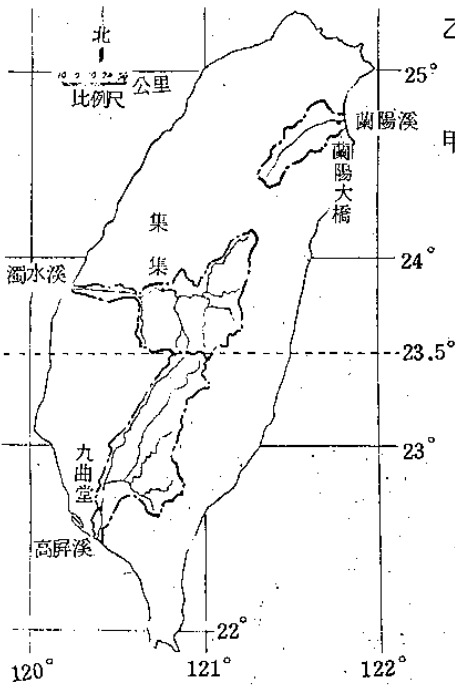 乙
甲
北
公里
比例尺
25°
蘭陽溪
蘭陽大橋
集集
24°
濁水溪
23.5°
23°
九曲堂
高屏溪
22°
120°
121°
122°